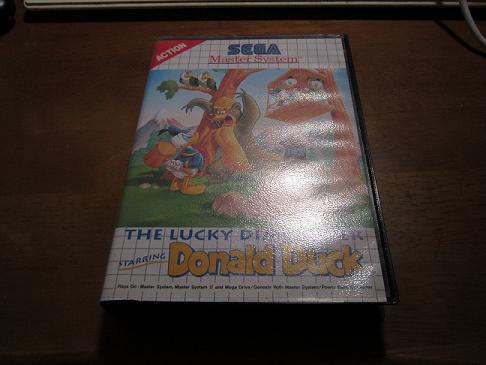 ACTION
SEGA
Master System
THE LUCKY
STARRING
Donald Duck
Plays On: Master System, Master System II and Mega Drive/Genesis With Master System/Power Base